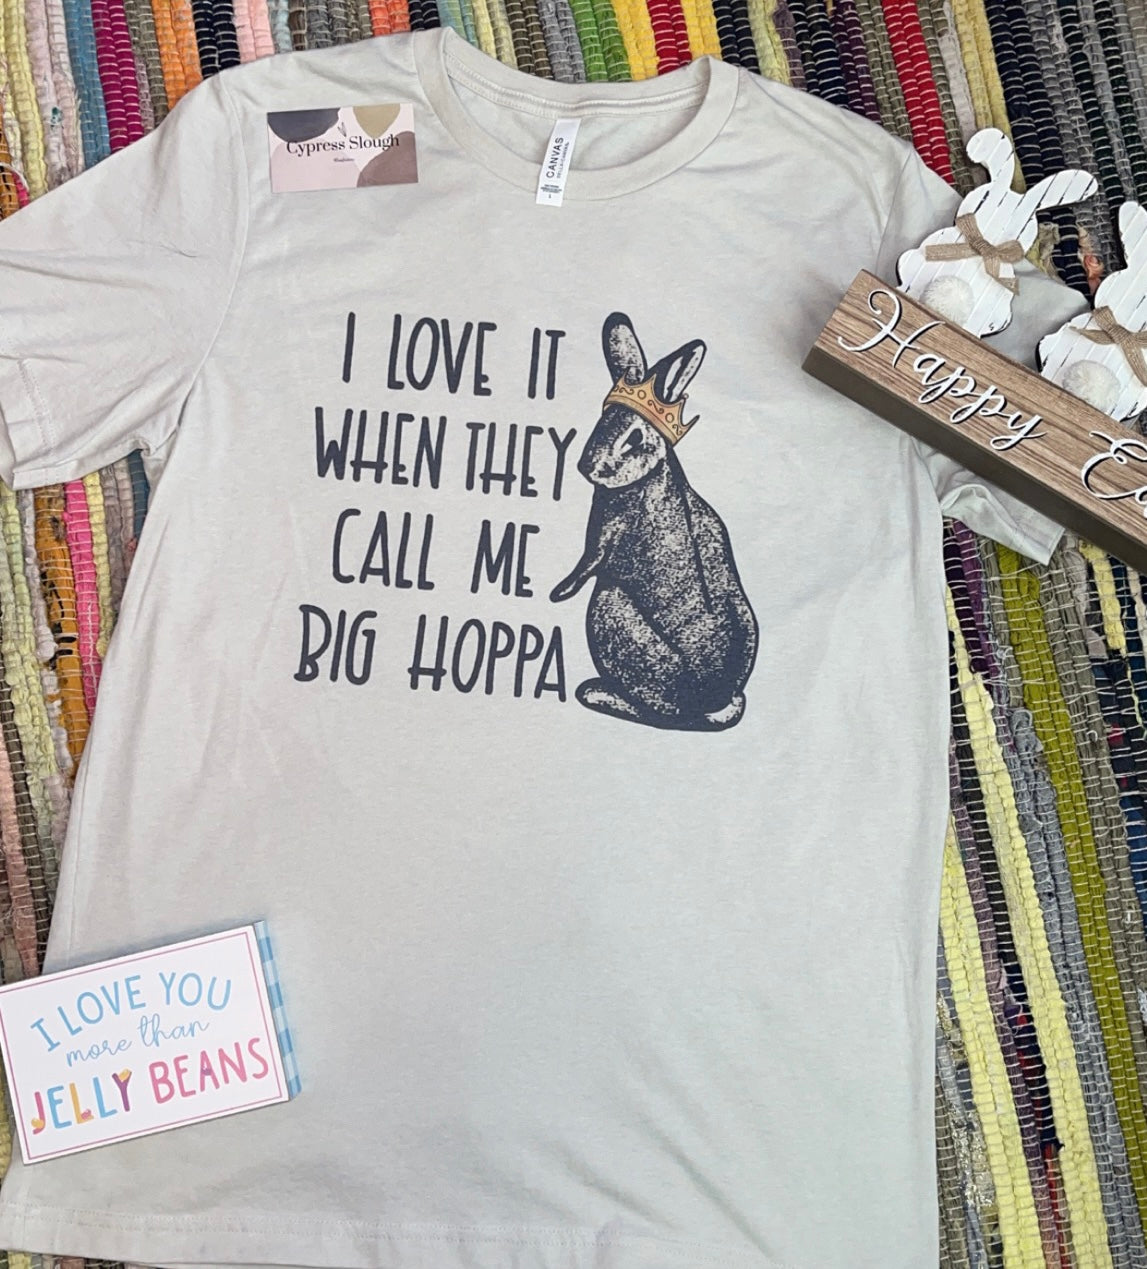 Cypress Slough
CANVAS
I LOVE IT
WHEN THEY
CALL ME
BIG HOPPA
Happy
I LOVE YOU
more than
JELLY BEANS